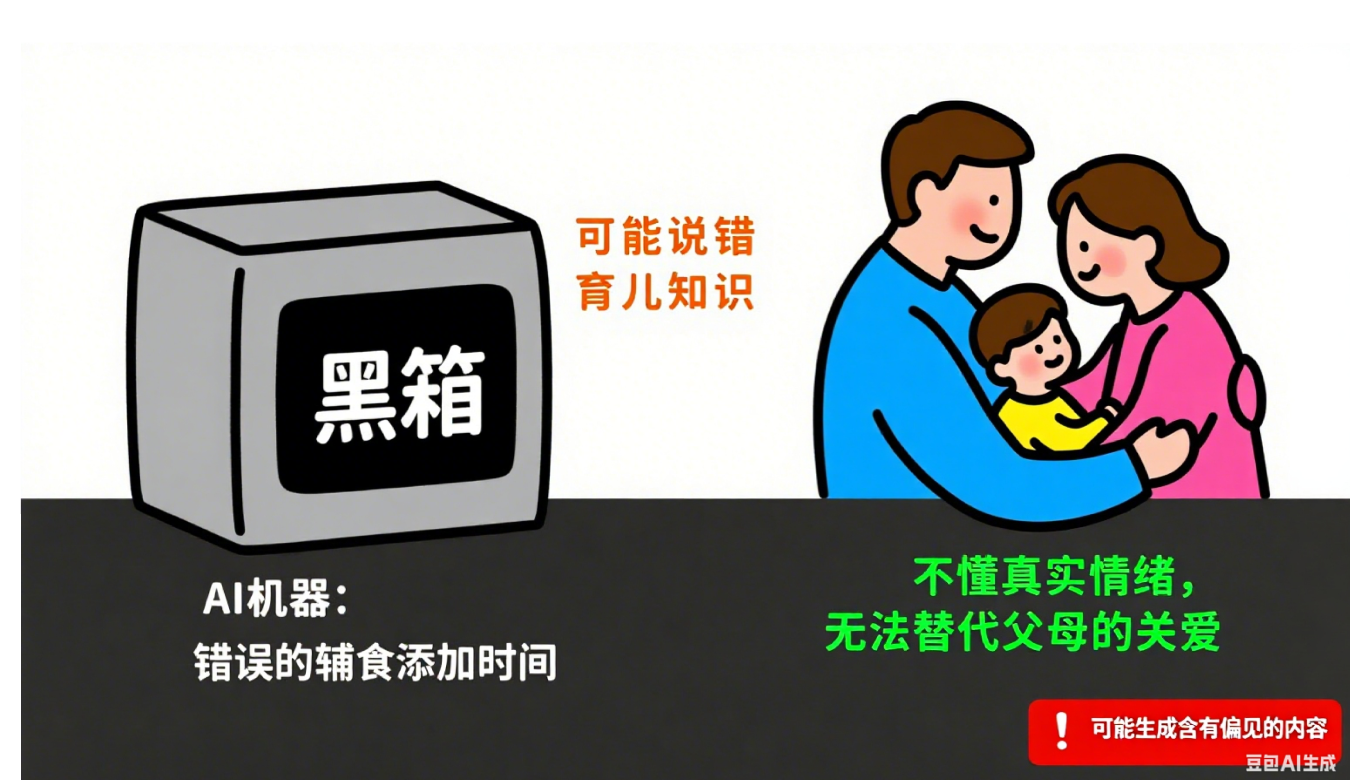 可能说错
育儿知识
黑箱
AI机器：
错误的辅食添加时间
不懂真实情绪，
无法替代父母的关爱
! 可能生成含有偏见的内容
豆包AI生成